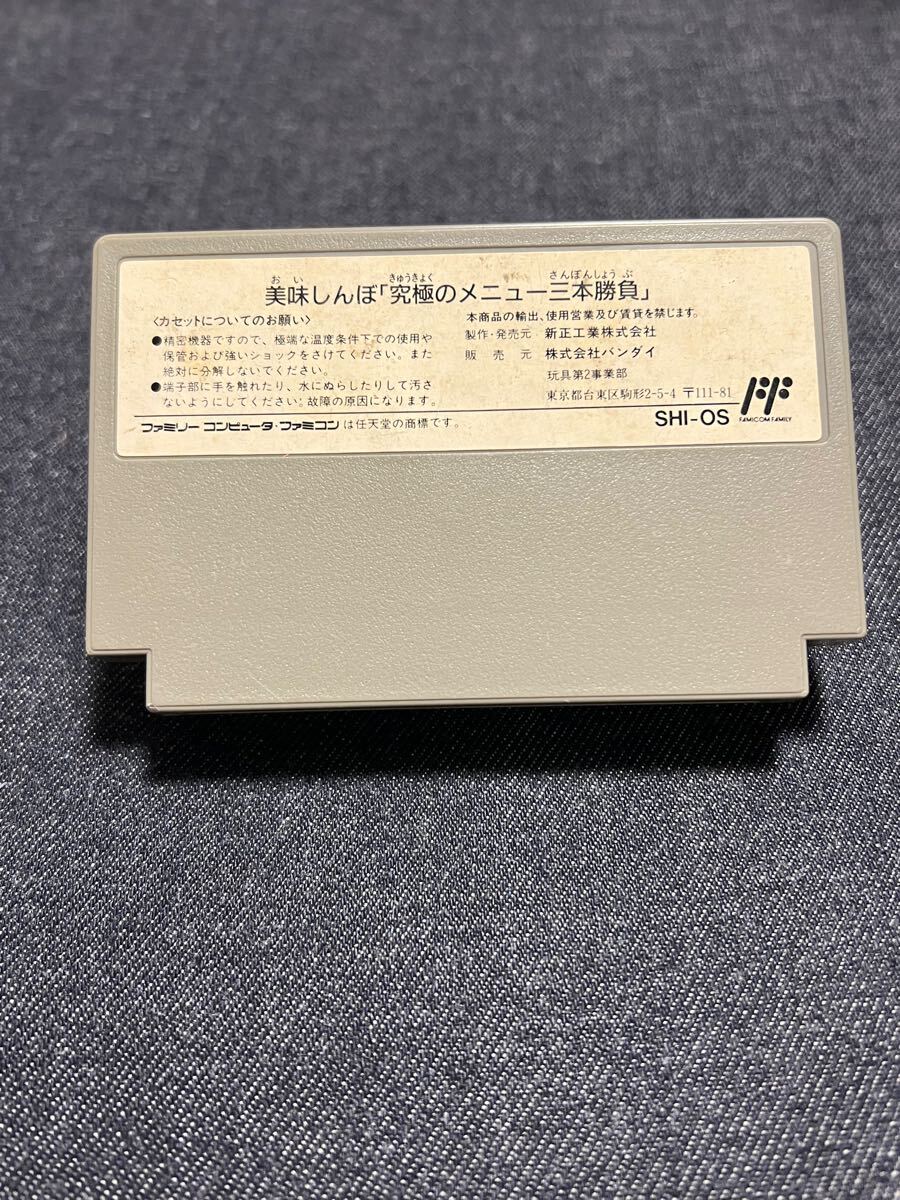 おい きゅうきょく さんぼんしょうぶ
美味しんぼ「究極のメニュー三本勝負」
〈カセットについてのお願い〉
●精密機器ですので、極端な温度条件下での使用や
保管および強いショックをさけてください。また
絶対に分解しないでください。
●端子部に手を触れたり、水にぬらしたりして汚さ
ないようにしてください。故障の原因になります。
本商品の輸出、使用営業及び賃貸を禁じます。
製作・発売元 新正工業株式会社
販売元 株式会社バンダイ
玩具第2事業部
東京都台東区駒形2-5-4 〒111-81
ファミリーコンピュータ・ファミコンは任天堂の商標です。
SHI-OS
FAMICOM FAMILY